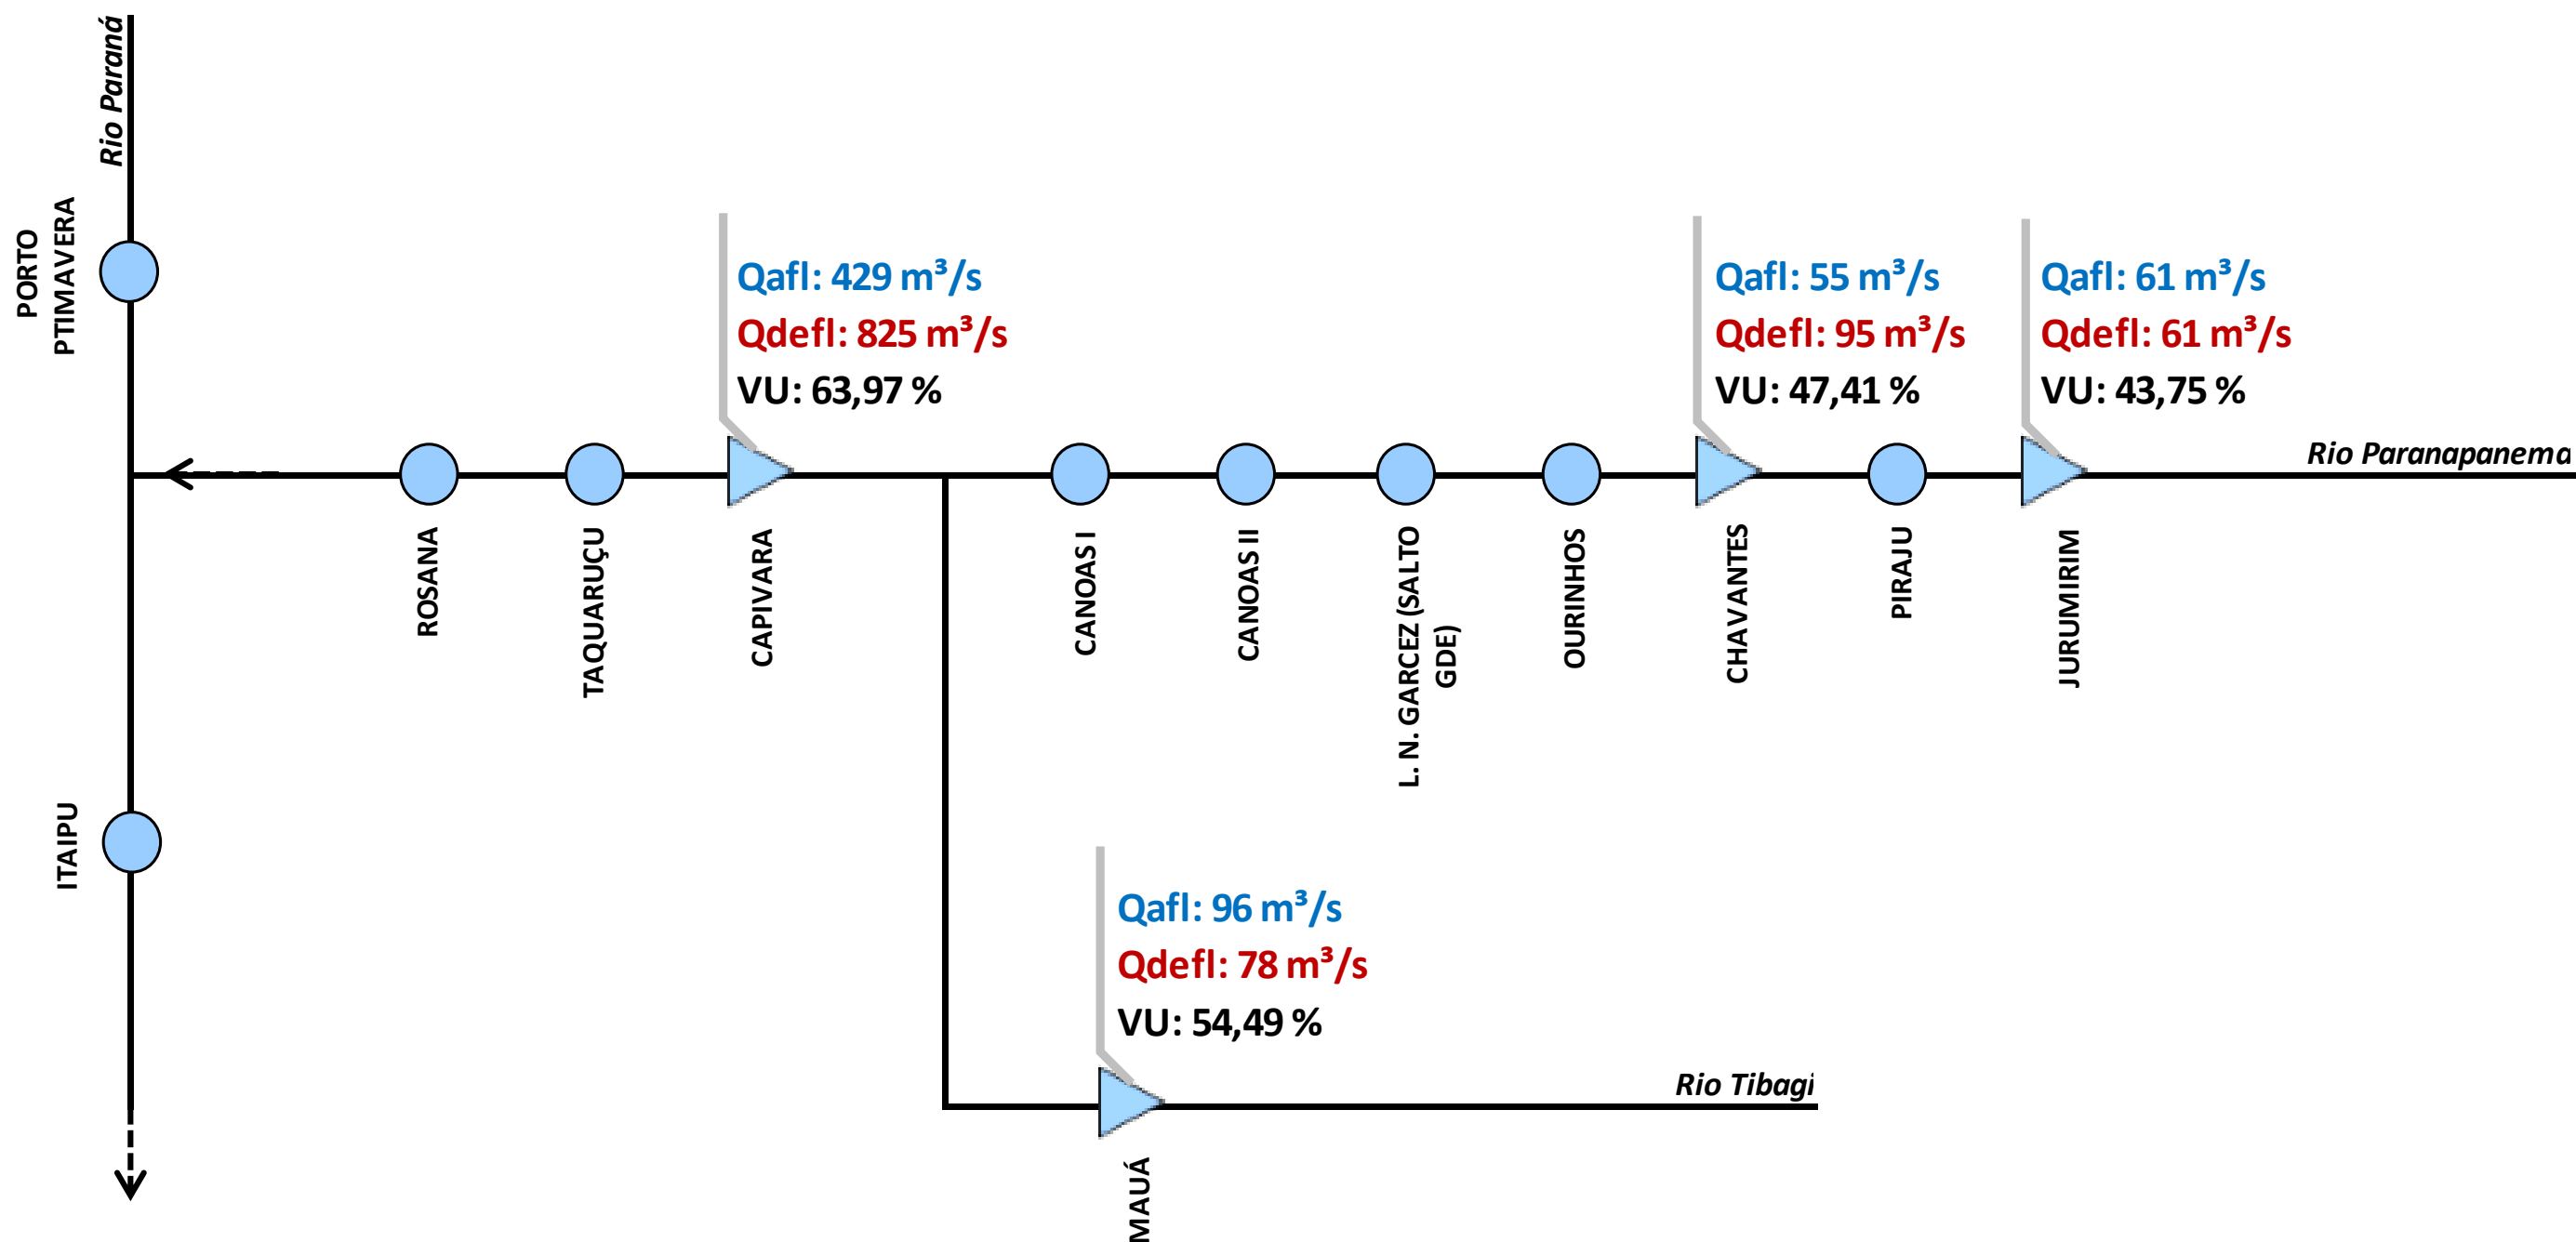 Rio Paraná
PORTO
PTIMAVERA
Qafl: 429 m³/s
Qdefl: 825 m³/s
VU: 63,97 %
Qafl: 55 m³/s
Qdefl: 95 m³/s
VU: 47,41 %
Qafl: 61 m³/s
Qdefl: 61 m³/s
VU: 43,75 %
Rio Paranapanema
ROSANA
TAQUARUÇU
CAPIVARA
CANOAS I
CANOAS II
L. N. GARCEZ (SALTO
GDE)
OURINHOS
CHAVANTES
PIRAJU
JURUMIRIM
ITAIPU
Qafl: 96 m³/s
Qdefl: 78 m³/s
VU: 54,49 %
Rio Tibagi
MAUÁ